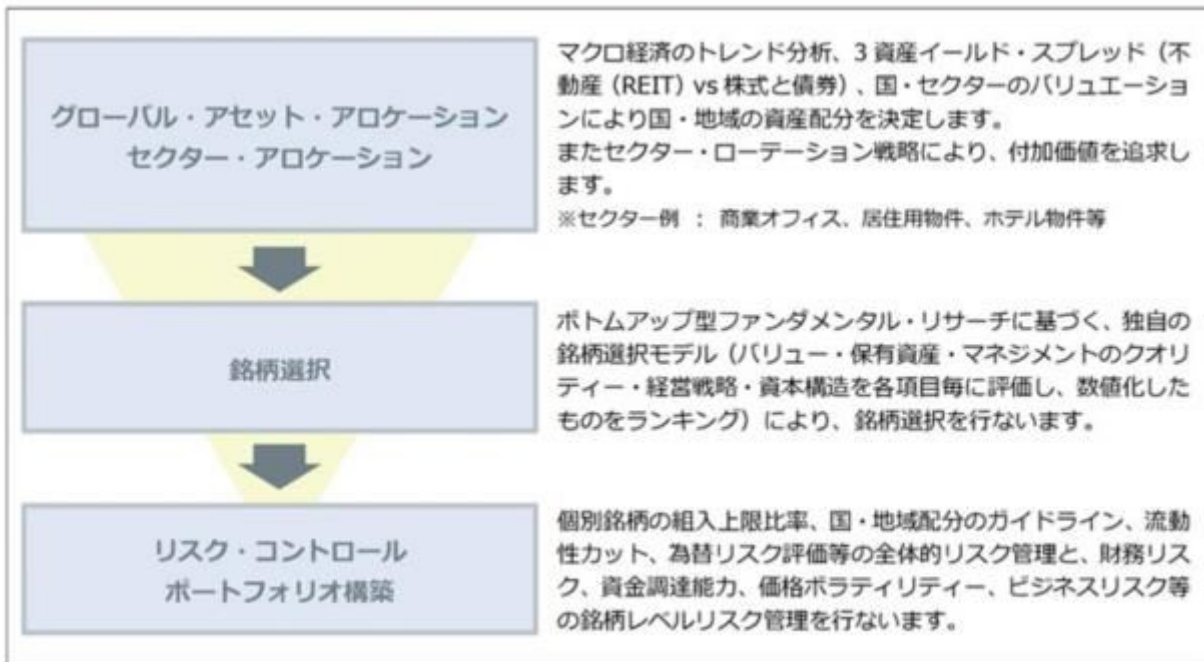 グローバル・アセット・アロケーション
セクター・アロケーション
マクロ経済のトレンド分析、3 資産イールド・スプレッド（不
動産（REIT）vs 株式と債券）、国・セクターのバリュエーショ
ンにより国・地域の資産配分を決定します。
またセクター・ローテーション戦略により、付加価値を追求し
ます。
※セクター例 ： 商業オフィス、居住用物件、ホテル物件等
銘柄選択
ボトムアップ型ファンダメンタル・リサーチに基づく、独自の
銘柄選択モデル（バリュー・保有資産・マネジメントのクオリ
ティー・経営戦略・資本構造を各項目毎に評価し、数値化した
ものをランキング）により、銘柄選択を行ないます。
リスク・コントロール
ポートフォリオ構築
個別銘柄の組入上限比率、国・地域配分のガイドライン、流動
性カット、為替リスク評価等の全体的リスク管理と、財務リス
ク、資金調達能力、価格ボラティリティー、ビジネスリスク等
の銘柄レベルリスク管理を行ないます。